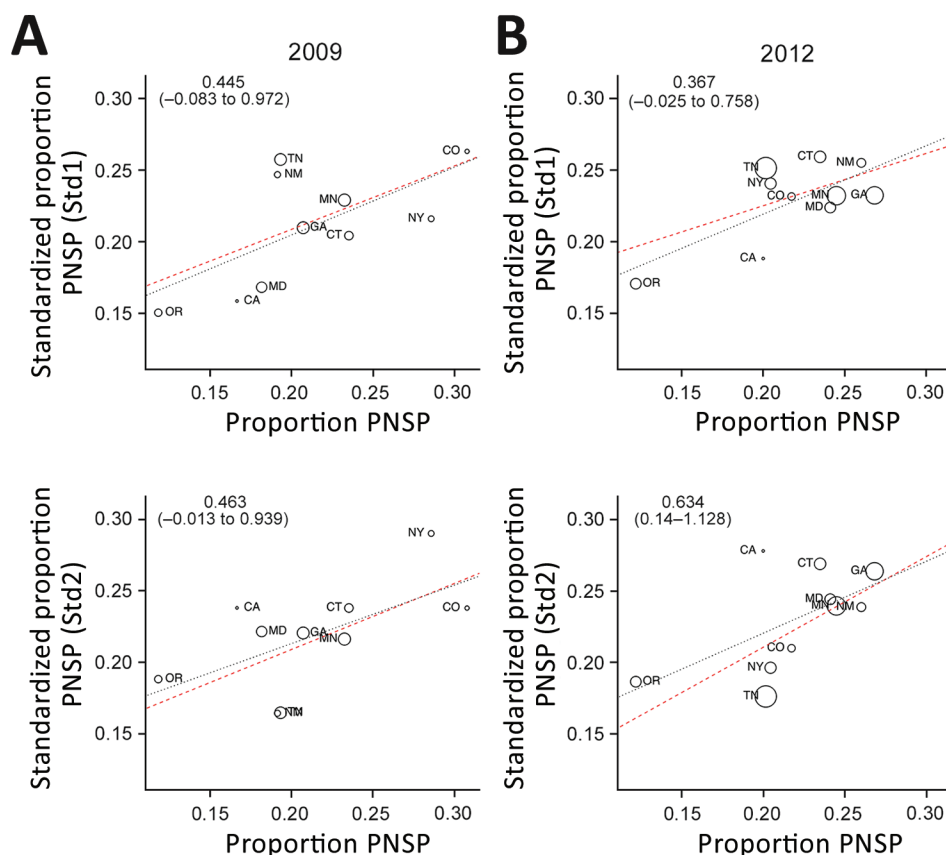 A
2009
0.445
(−0.083 to 0.972)
Standardized proportion
PNSP (Std1)
0.30
0.25
0.20
0.15
CO
TN
NM
MN
NY
GA
CT
MD
CA
OR
0.15 0.20 0.25 0.30
Proportion PNSP
B
2012
0.367
(−0.025 to 0.758)
Standardized proportion
PNSP (Std1)
0.30
0.25
0.20
0.15
CT
NM
TN
NY
CO
MN
GA
MD
CA
OR
0.15 0.20 0.25 0.30
Proportion PNSP
0.463
(−0.013 to 0.939)
Standardized proportion
PNSP (Std2)
0.30
0.25
0.20
0.15
NY
CA
CT
CO
MD
GA
MN
OR
TN
NM
0.15 0.20 0.25 0.30
Proportion PNSP
0.634
(0.14–1.128)
Standardized proportion
PNSP (Std2)
0.30
0.25
0.20
0.15
CA
CT
GA
MD
MN
NM
CO
NY
OR
TN
0.15 0.20 0.25 0.30
Proportion PNSP